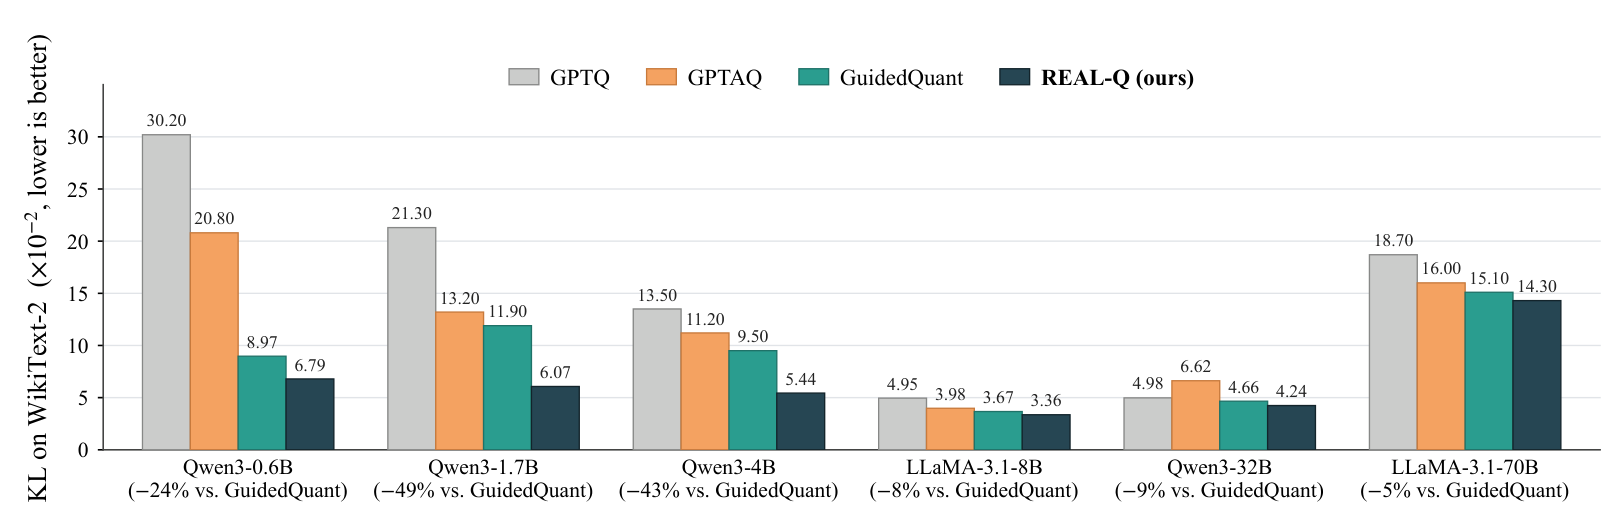 GPTQ GPTAQ GuidedQuant REAL-Q (ours)
KL on WikiText-2 (×10⁻², lower is better)
30
25
20
15
10
5
0
30.20 20.80 8.97 6.79
21.30 13.20 11.90 6.07
13.50 11.20 9.50 5.44
4.95 3.98 3.67 3.36
4.98 6.62 4.66 4.24
18.70 16.00 15.10 14.30
Qwen3-0.6B
(−24% vs. GuidedQuant)
Qwen3-1.7B
(−49% vs. GuidedQuant)
Qwen3-4B
(−43% vs. GuidedQuant)
LLaMA-3.1-8B
(−8% vs. GuidedQuant)
Qwen3-32B
(−9% vs. GuidedQuant)
LLaMA-3.1-70B
(−5% vs. GuidedQuant)